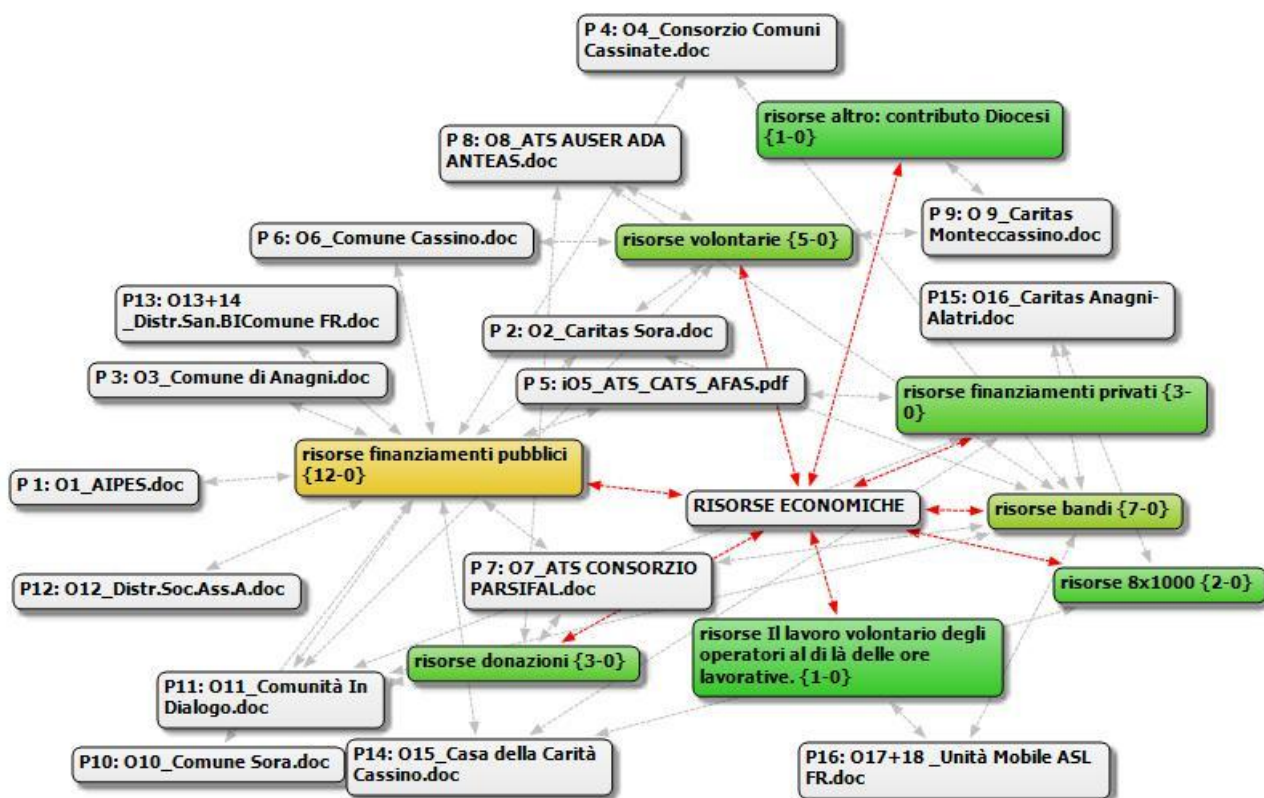 P 4: O4_Consorzio Comuni
Cassinate.doc
risorse altro: contributo Diocesi
{1-0}
P 8: O8_ATS AUSER ADA
ANTEAS.doc
P 9: O 9_Caritas
Monteccassino.doc
P 6: O6_Comune Cassino.doc
risorse volontarie {5-0}
P13: O13+14
_Distr.San.BIComune FR.doc
P15: O16_Caritas Anagni-
Alatri.doc
P 2: O2_Caritas Sora.doc
P 3: O3_Comune di Anagni.doc
P 5: iO5_ATS_CATS_AFAS.pdf
risorse finanziamenti privati {3-
0}
risorse finanziamenti pubblici
{12-0}
P 1: O1_AIPES.doc
RISORSE ECONOMICHE
risorse bandi {7-0}
P 7: O7_ATS CONSORZIO
PARSIFAL.doc
P12: O12_Distr.Soc.Ass.A.doc
risorse 8x1000 {2-0}
risorse Il lavoro volontario degli
operatori al di là delle ore
lavorative. {1-0}
risorse donazioni {3-0}
P11: O11_Comunità In
Dialogo.doc
P10: O10_Comune Sora.doc
P14: O15_Casa della Carità
Cassino.doc
P16: O17+18 _Unità Mobile ASL
FR.doc